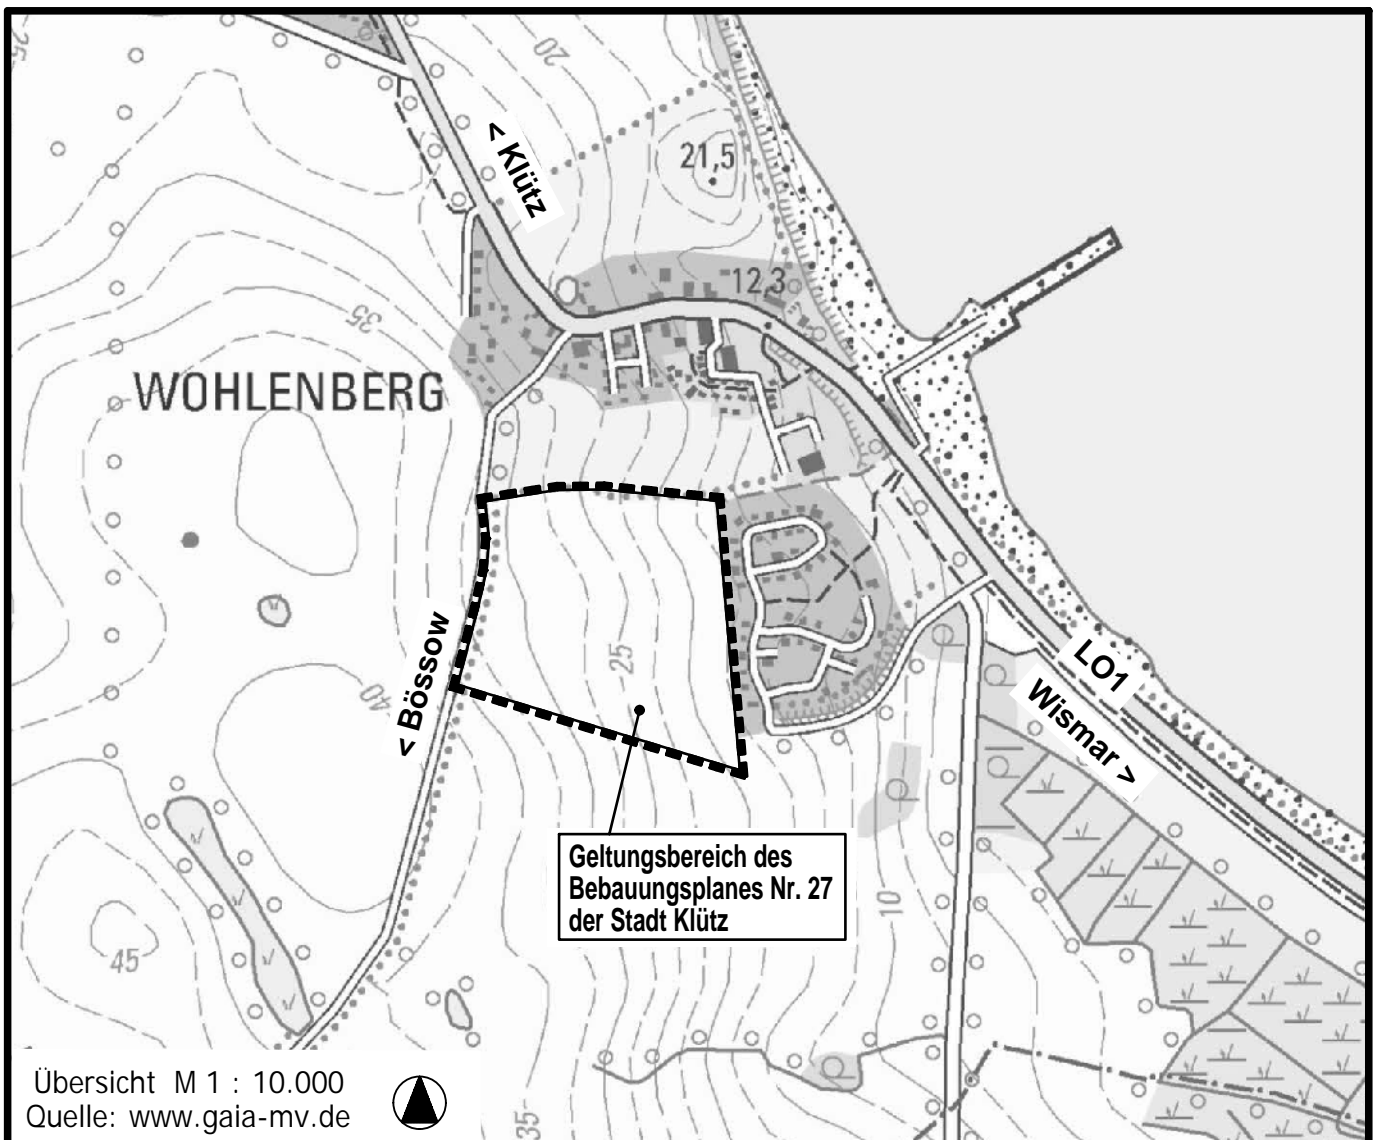 25
20
< Klütz
21,5
12,3
35
WOHLENBERG
< Bössow
25
40
LO1
Wismar >
Geltungsbereich des
Bebauungsplanes Nr. 27
der Stadt Klütz
10
45
35
Übersicht M 1 : 10.000
Quelle: www.gaia-mv.de